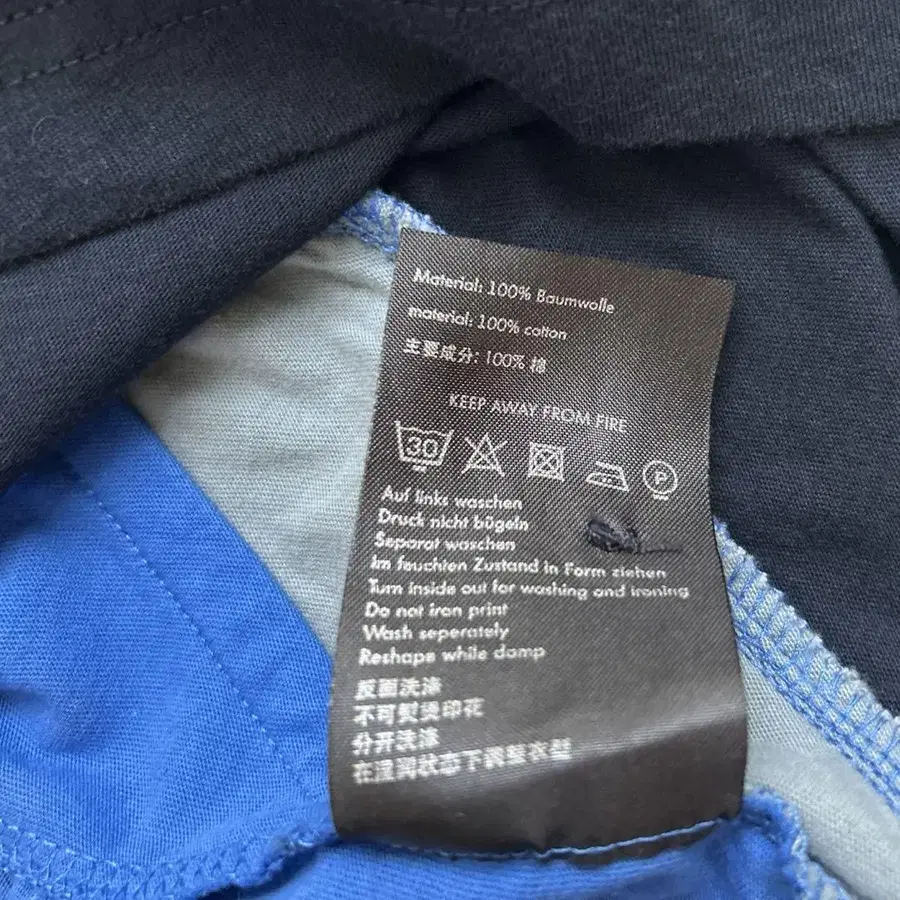 Material: 100% Baumwolle
material: 100% cotton
主要成分: 100% 棉
KEEP AWAY FROM FIRE
30 P
Auf links waschen
Druck nicht bügeln
Separat waschen
Im feuchten Zustand in Form ziehen
Turn inside out for washing and ironing
Do not iron print
Wash seperately
Reshape while damp
反面洗涤
不可熨烫印花
分开洗涤
在湿润状态下调整衣型